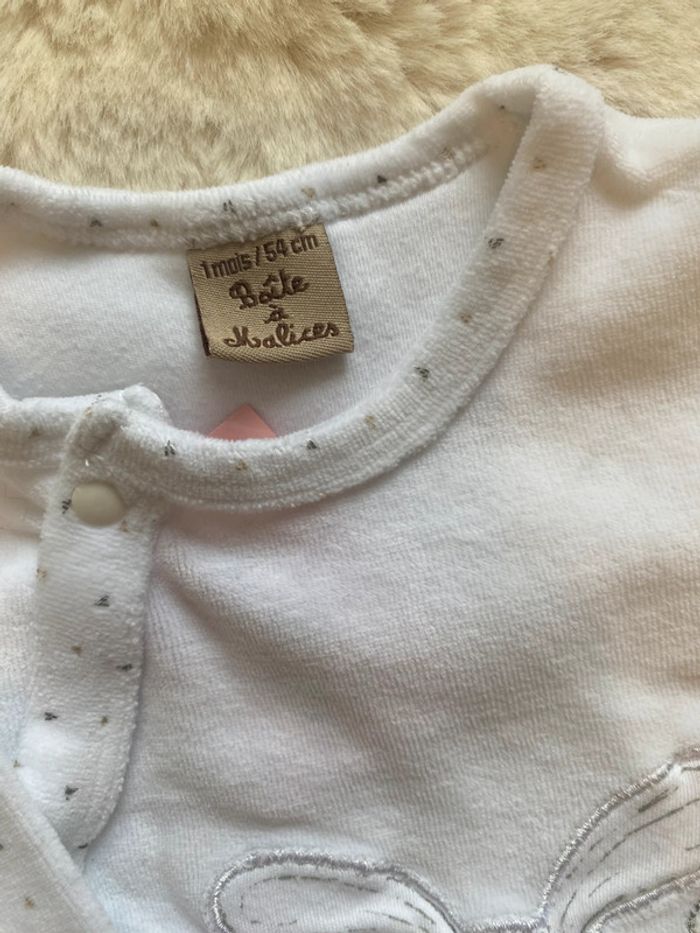 1 mois / 54 cm
Boîte
à
Malices